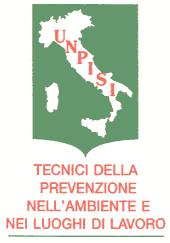 UNPISI
TECNICI DELLA
PREVENZIONE
NELL'AMBIENTE E
NEI LUOGHI DI LAVORO